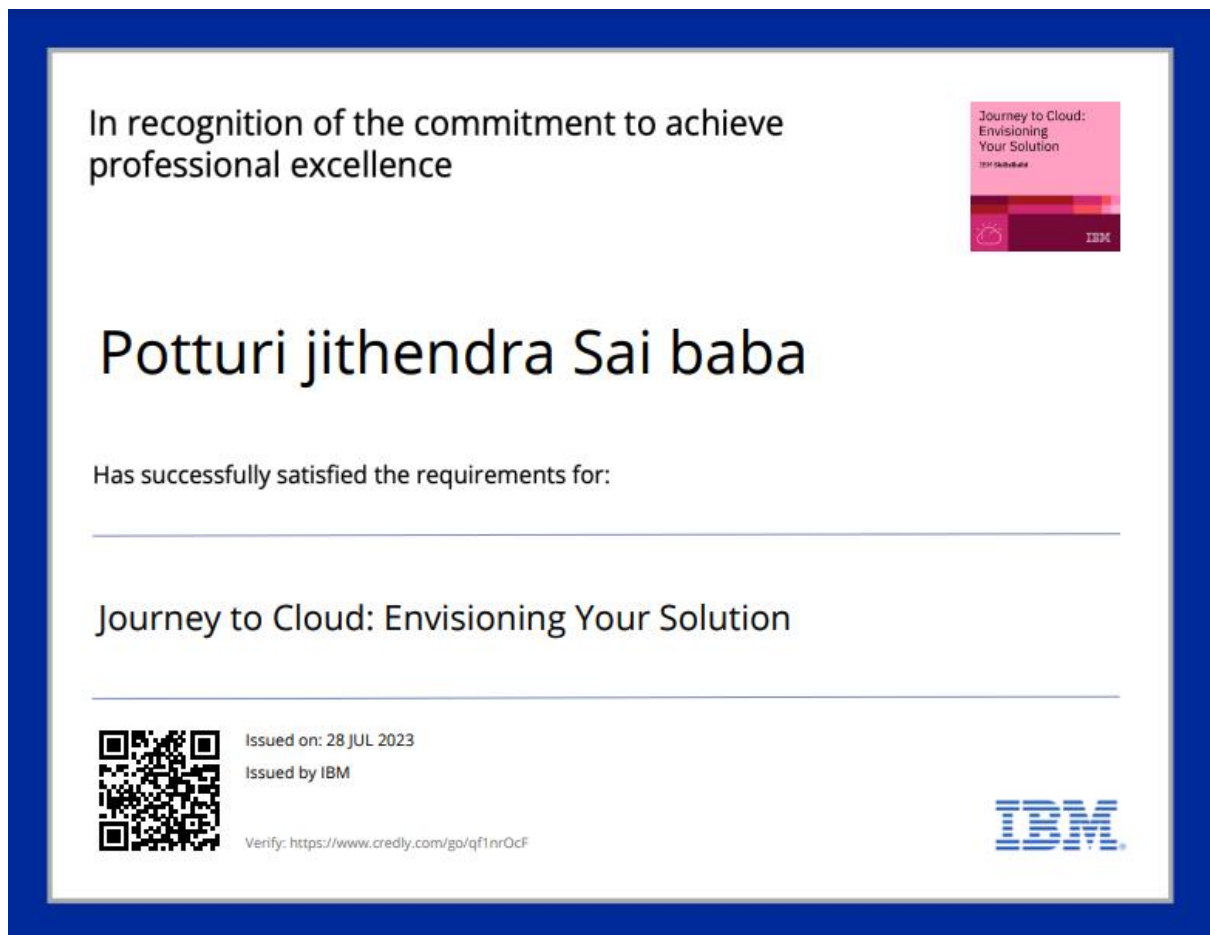 In recognition of the commitment to achieve
professional excellence
Journey to Cloud:
Envisioning
Your Solution
IBM SkillsBuild
IBM
Potturi jithendra Sai baba
Has successfully satisfied the requirements for:
Journey to Cloud: Envisioning Your Solution
Issued on: 28 JUL 2023
Issued by IBM
Verify: https://www.credly.com/go/qf1nrOcF
IBM